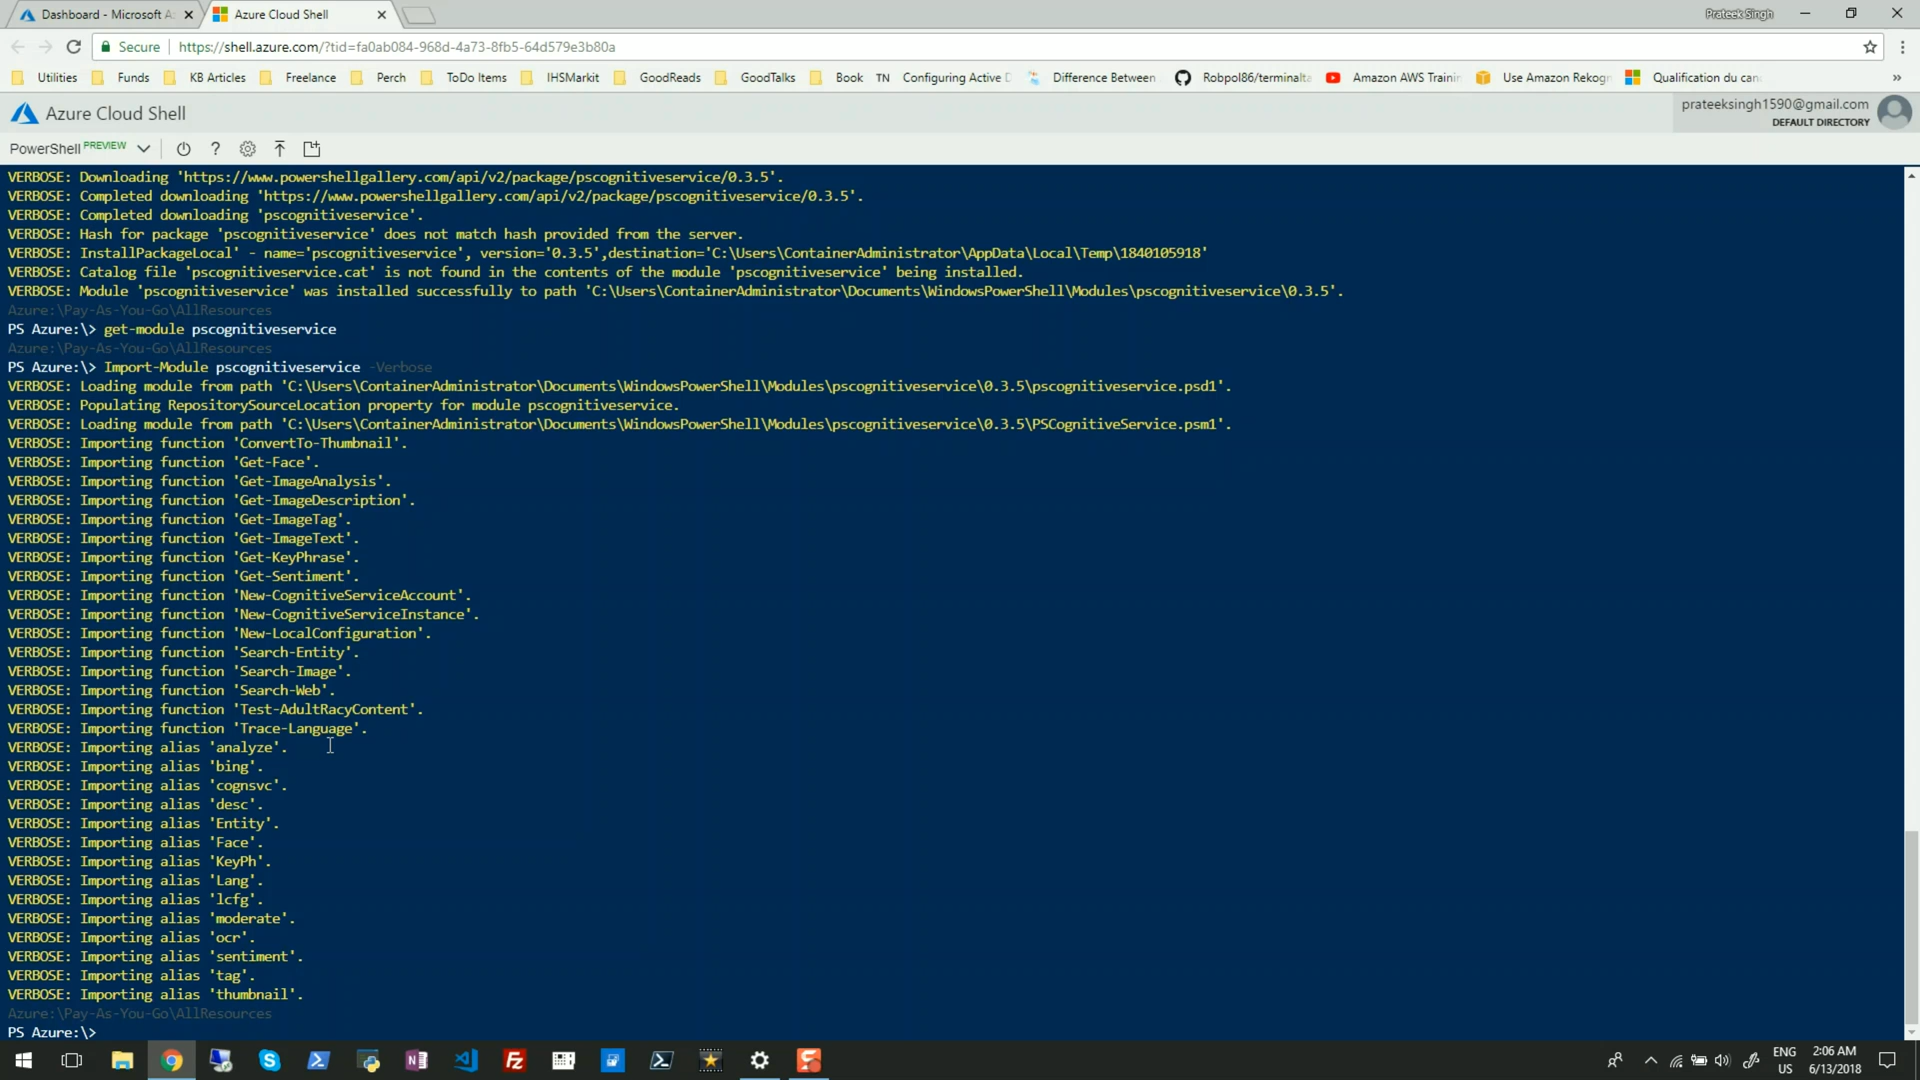 Dashboard - Microsoft A
Azure Cloud Shell
Prateek Singh
Secure
https://shell.azure.com/?tid=fa0ab084-968d-4a73-8fb5-64d579e3b80a
Utilities
Funds
KB Articles
Freelance
Perch
ToDo Items
IHSMarkit
GoodReads
GoodTalks
Book
TN
Configuring Active D
Difference Between
Robpol86/terminalta
Amazon AWS Trainin
Use Amazon Rekogn
Qualification du can
»
Azure Cloud Shell
prateeksingh1590@gmail.com
DEFAULT DIRECTORY
PowerShell PREVIEW
?
VERBOSE: Downloading 'https://www.powershellgallery.com/api/v2/package/pscognitiveservice/0.3.5'.
VERBOSE: Completed downloading 'https://www.powershellgallery.com/api/v2/package/pscognitiveservice/0.3.5'.
VERBOSE: Completed downloading 'pscognitiveservice'.
VERBOSE: Hash for package 'pscognitiveservice' does not match hash provided from the server.
VERBOSE: InstallPackageLocal' - name='pscognitiveservice', version='0.3.5',destination='C:\Users\ContainerAdministrator\AppData\Local\Temp\1840105918'
VERBOSE: Catalog file 'pscognitiveservice.cat' is not found in the contents of the module 'pscognitiveservice' being installed.
VERBOSE: Module 'pscognitiveservice' was installed successfully to path 'C:\Users\ContainerAdministrator\Documents\WindowsPowerShell\Modules\pscognitiveservice\0.3.5'.
Azure:\Pay-As-You-Go\AllResources
PS Azure:\> get-module pscognitiveservice
Azure:\Pay-As-You-Go\AllResources
PS Azure:\> Import-Module pscognitiveservice -Verbose
VERBOSE: Loading module from path 'C:\Users\ContainerAdministrator\Documents\WindowsPowerShell\Modules\pscognitiveservice\0.3.5\pscognitiveservice.psd1'.
VERBOSE: Populating RepositorySourceLocation property for module pscognitiveservice.
VERBOSE: Loading module from path 'C:\Users\ContainerAdministrator\Documents\WindowsPowerShell\Modules\pscognitiveservice\0.3.5\PSCognitiveService.psm1'.
VERBOSE: Importing function 'ConvertTo-Thumbnail'.
VERBOSE: Importing function 'Get-Face'.
VERBOSE: Importing function 'Get-ImageAnalysis'.
VERBOSE: Importing function 'Get-ImageDescription'.
VERBOSE: Importing function 'Get-ImageTag'.
VERBOSE: Importing function 'Get-ImageText'.
VERBOSE: Importing function 'Get-KeyPhrase'.
VERBOSE: Importing function 'Get-Sentiment'.
VERBOSE: Importing function 'New-CognitiveServiceAccount'.
VERBOSE: Importing function 'New-CognitiveServiceInstance'.
VERBOSE: Importing function 'New-LocalConfiguration'.
VERBOSE: Importing function 'Search-Entity'.
VERBOSE: Importing function 'Search-Image'.
VERBOSE: Importing function 'Search-Web'.
VERBOSE: Importing function 'Test-AdultRacyContent'.
VERBOSE: Importing function 'Trace-Language'.
VERBOSE: Importing alias 'analyze'.
VERBOSE: Importing alias 'bing'.
VERBOSE: Importing alias 'cognsvc'.
VERBOSE: Importing alias 'desc'.
VERBOSE: Importing alias 'Entity'.
VERBOSE: Importing alias 'Face'.
VERBOSE: Importing alias 'KeyPh'.
VERBOSE: Importing alias 'Lang'.
VERBOSE: Importing alias 'lcfg'.
VERBOSE: Importing alias 'moderate'.
VERBOSE: Importing alias 'ocr'.
VERBOSE: Importing alias 'sentiment'.
VERBOSE: Importing alias 'tag'.
VERBOSE: Importing alias 'thumbnail'.
Azure:\Pay-As-You-Go\AllResources
PS Azure:\>
ENG
US
2:06 AM
6/13/2018